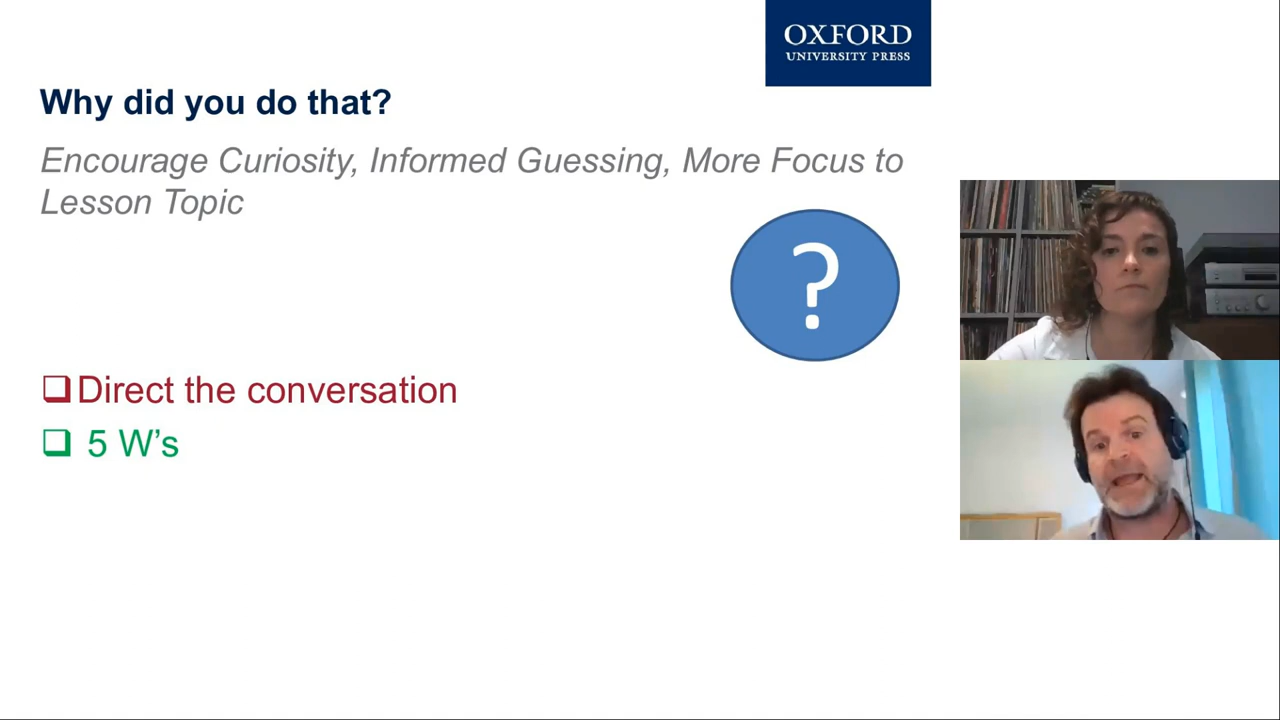 OXFORD
UNIVERSITY PRESS
Why did you do that?
Encourage Curiosity, Informed Guessing, More Focus to
Lesson Topic
?
Direct the conversation
5 W’s